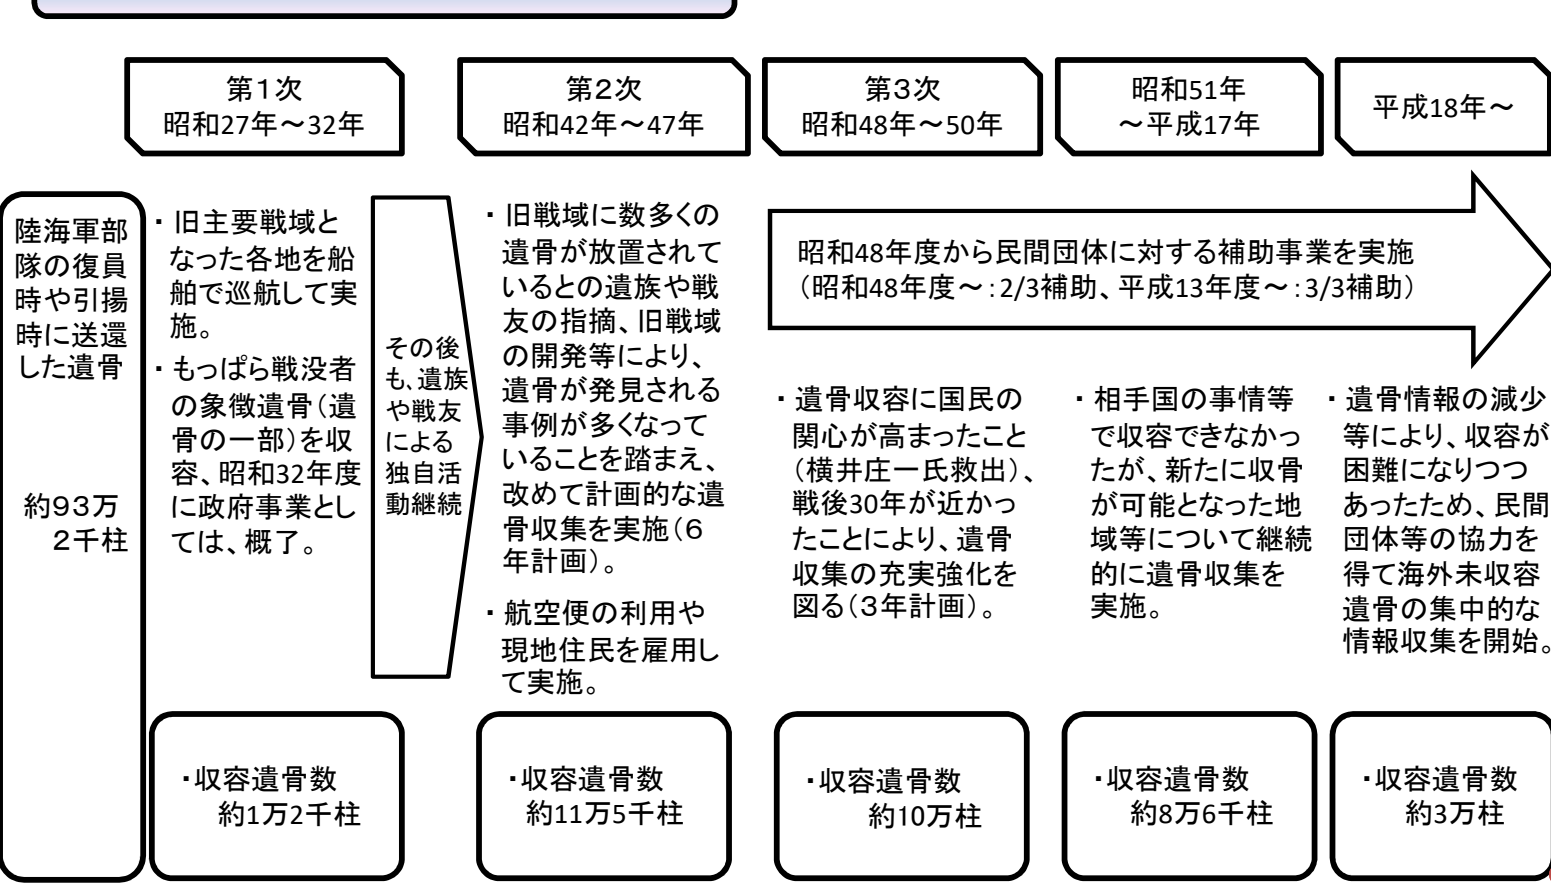 第１次
昭和27年～32年
第２次
昭和42年～47年
第３次
昭和48年～50年
昭和51年
～平成17年
平成18年～
陸海軍部
隊の復員
時や引揚
時に送還
した遺骨
約９３万
２千柱
・旧主要戦域と
なった各地を船
舶で巡航して実
施。
・もっぱら戦没者
の象徴遺骨（遺
骨の一部）を収
容、昭和32年度
に政府事業とし
ては、概了。
その後
も、遺族
や戦友
による
独自活
動継続
・旧戦域に数多くの
遺骨が放置されて
いるとの遺族や戦
友の指摘、旧戦域
の開発等により、
遺骨が発見される
事例が多くなって
いることを踏まえ、
改めて計画的な遺
骨収集を実施（６
年計画）。
・航空便の利用や
現地住民を雇用し
て実施。
昭和48年度から民間団体に対する補助事業を実施
（昭和48年度～：2/3補助、平成13年度～：3/3補助）
・遺骨収容に国民の
関心が高まったこと
（横井庄一氏救出）、
戦後30年が近かっ
たことにより、遺骨
収集の充実強化を
図る（３年計画）。
・相手国の事情等
で収容できなかっ
たが、新たに収骨
が可能となった地
域等について継続
的に遺骨収集を
実施。
・遺骨情報の減少
等により、収容が
困難になりつつ
あったため、民間
団体等の協力を
得て海外未収容
遺骨の集中的な
情報収集を開始。
・収容遺骨数
約1万2千柱
・収容遺骨数
約11万5千柱
・収容遺骨数
約10万柱
・収容遺骨数
約8万6千柱
・収容遺骨数
約3万柱